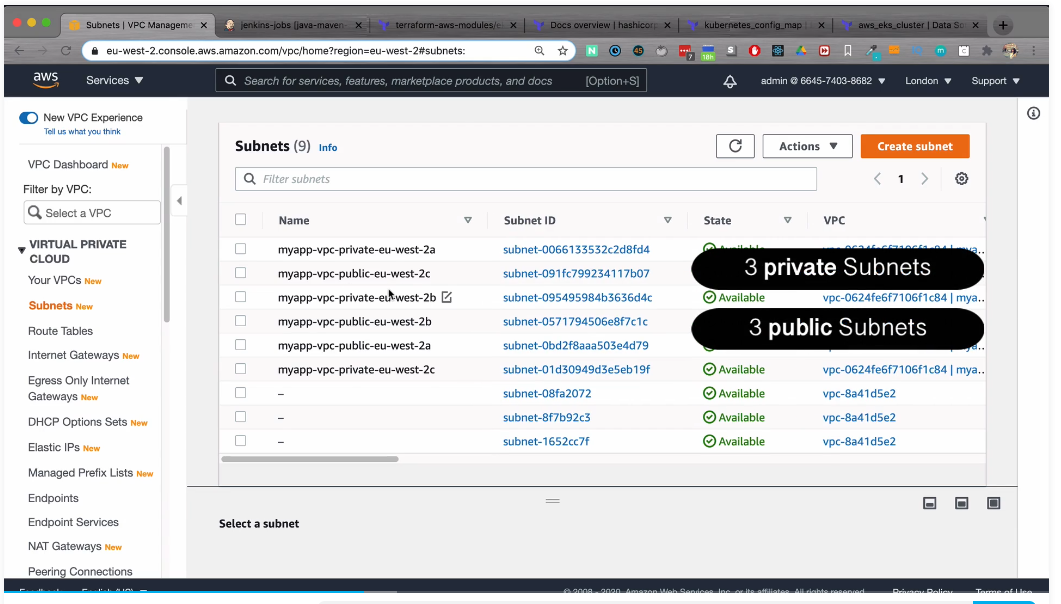 Subnets | VPC Manageme
jenkins-jobs [java-maven-
terraform-aws-modules/e
Docs overview | hashicor
kubernetes_config_map |
aws_eks_cluster | Data So
eu-west-2.console.aws.amazon.com/vpc/home?region=eu-west-2#subnets:
aws
Services
Search for services, features, marketplace products, and docs
[Option+S]
admin @ 6645-7403-8682
London
Support
New VPC Experience
Tell us what you think
VPC Dashboard New
Filter by VPC:
Select a VPC
VIRTUAL PRIVATE
CLOUD
Your VPCs New
Subnets New
Route Tables
Internet Gateways New
Egress Only Internet
Gateways New
DHCP Options Sets New
Elastic IPs New
Managed Prefix Lists New
Endpoints
Endpoint Services
NAT Gateways New
Peering Connections
Subnets (9) Info
Actions
Create subnet
Filter subnets
1
Name
Subnet ID
State
VPC
myapp-vpc-private-eu-west-2a subnet-0066133532c2d8fd4
myapp-vpc-public-eu-west-2c subnet-091fc799234117b07
myapp-vpc-private-eu-west-2b subnet-095495984b3636d4c Available vpc-0624fe6f7106f1c84 | mya...
myapp-vpc-public-eu-west-2b subnet-0571794506e8f7c1c
myapp-vpc-public-eu-west-2a subnet-0bd2f8aaa503e4d79
myapp-vpc-private-eu-west-2c subnet-01d30949d3e5eb19f Available vpc-0624fe6f7106f1c84 | mya...
– subnet-08fa2072 Available vpc-8a41d5e2
– subnet-8f7b92c3 Available vpc-8a41d5e2
– subnet-1652cc7f Available vpc-8a41d5e2
3 private Subnets
3 public Subnets
Select a subnet
© 2008 - 2020, Amazon Web Services, Inc. or its affiliates. All rights reserved.
Privacy Policy
Terms of Use